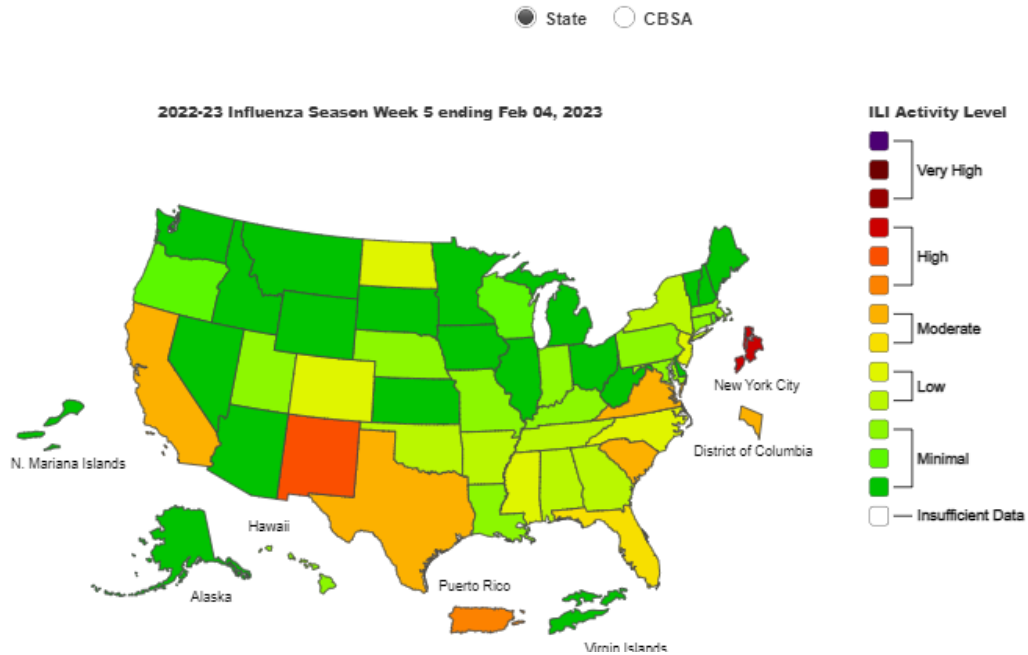 State CBSA
2022-23 Influenza Season Week 5 ending Feb 04, 2023
ILI Activity Level
Very High
High
Moderate
Low
New York City
District of Columbia
Minimal
N. Mariana Islands
Insufficient Data
Hawaii
Alaska
Puerto Rico
Virgin Islands